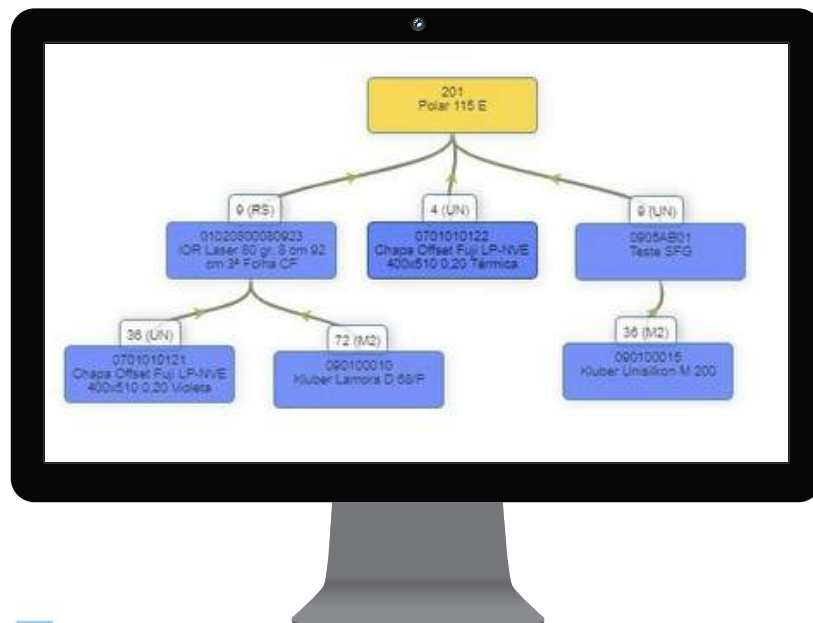 201
Polar 115 E
9 (RS)
4 (UN)
9 (UN)
01020800080923
IOR Laser 80 gr. 8 cm 92
cm 3ª Folha CF
0701010122
Chapa Offset Fuji LP-NVE
400x510 0,20 Térmica
0905AB01
Teste SFG
36 (UN)
72 (M2)
36 (M2)
0701010121
Chapa Offset Fuji LP-NVE
400x510 0,20 Violeta
090100010
Kluber Lamora D 68/P
090100015
Kluber Unisilkon M 200